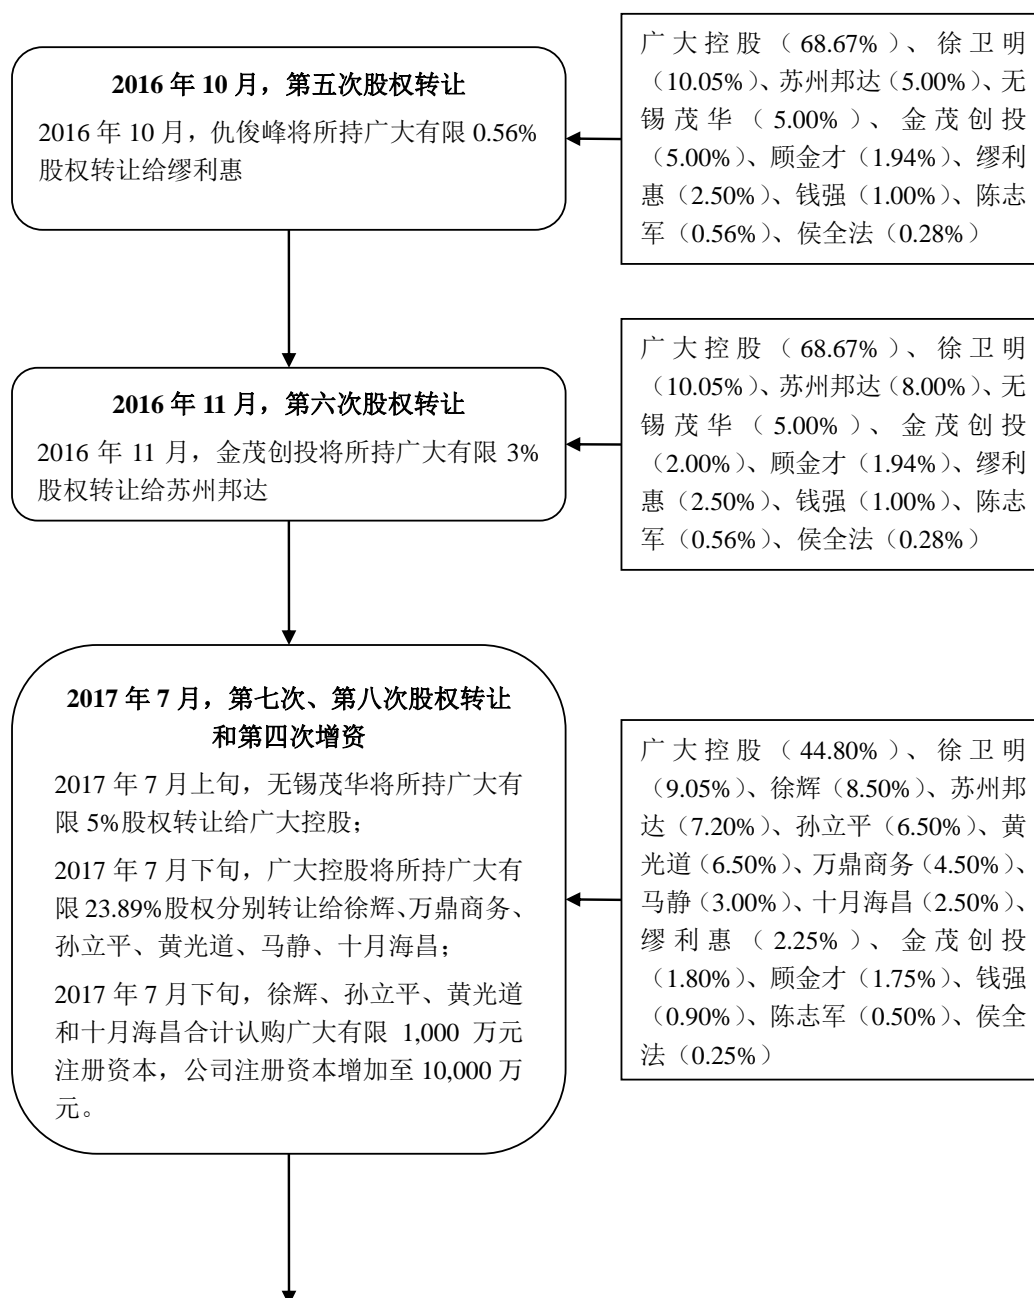 2016 年 10 月，第五次股权转让
2016 年 10 月，仇俊峰将所持广大有限 0.56%
股权转让给缪利惠
广大控股（68.67%）、徐卫明
（10.05%）、苏州邦达（5.00%）、无
锡茂华（5.00%）、金茂创投
（5.00%）、顾金才（1.94%）、缪利
惠（2.50%）、钱强（1.00%）、陈志
军（0.56%）、侯全法（0.28%）
2016 年 11 月，第六次股权转让
2016 年 11 月，金茂创投将所持广大有限 3%
股权转让给苏州邦达
广大控股（68.67%）、徐卫明
（10.05%）、苏州邦达（8.00%）、无
锡茂华（5.00%）、金茂创投
（2.00%）、顾金才（1.94%）、缪利
惠（2.50%）、钱强（1.00%）、陈志
军（0.56%）、侯全法（0.28%）
2017 年 7 月，第七次、第八次股权转让
和第四次增资
2017 年 7 月上旬，无锡茂华将所持广大有
限 5%股权转让给广大控股；
2017 年 7 月下旬，广大控股将所持广大有
限 23.89%股权分别转让给徐辉、万鼎商务、
孙立平、黄光道、马静、十月海昌；
2017 年 7 月下旬，徐辉、孙立平、黄光道
和十月海昌合计认购广大有限 1,000 万元
注册资本，公司注册资本增加至 10,000 万
元。
广大控股（44.80%）、徐卫明
（9.05%）、徐辉（8.50%）、苏州邦
达（7.20%）、孙立平（6.50%）、黄
光道（6.50%）、万鼎商务（4.50%）、
马静（3.00%）、十月海昌（2.50%）、
缪利惠（2.25%）、金茂创投
（1.80%）、顾金才（1.75%）、钱强
（0.90%）、陈志军（0.50%）、侯全
法（0.25%）